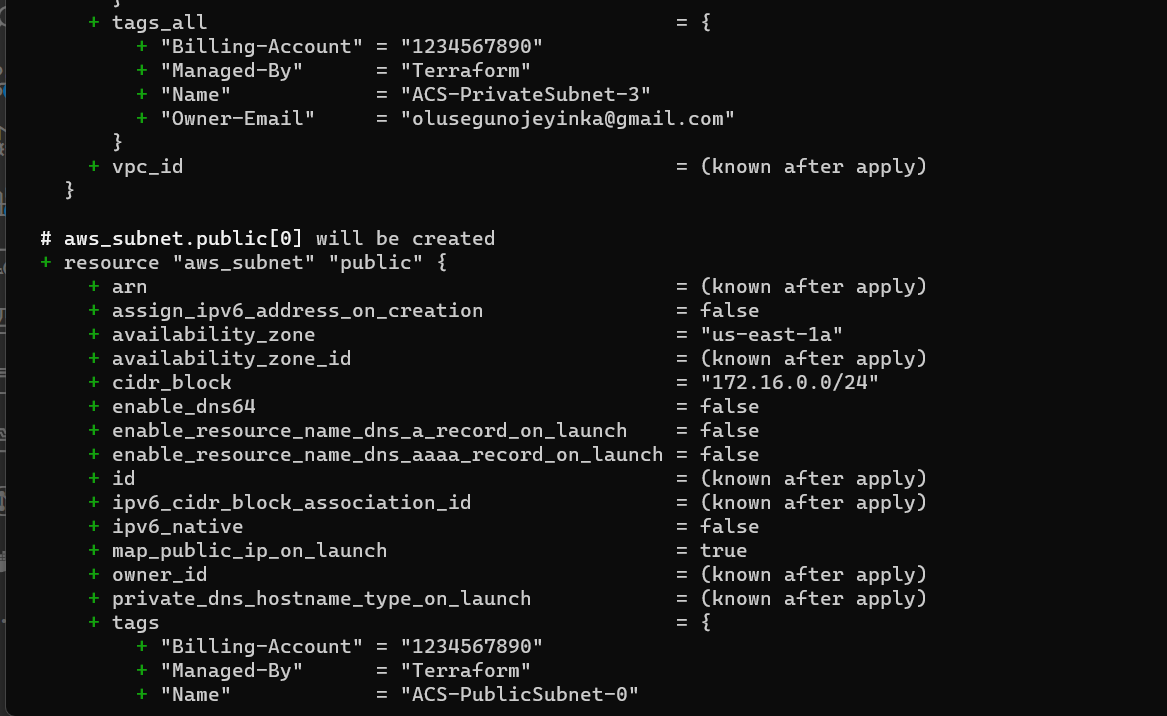 }
+ tags_all = {
+ "Billing-Account" = "1234567890"
+ "Managed-By" = "Terraform"
+ "Name" = "ACS-PrivateSubnet-3"
+ "Owner-Email" = "olusegunojeyinka@gmail.com"
}
+ vpc_id = (known after apply)
}
# aws_subnet.public[0] will be created
+ resource "aws_subnet" "public" {
+ arn = (known after apply)
+ assign_ipv6_address_on_creation = false
+ availability_zone = "us-east-1a"
+ availability_zone_id = (known after apply)
+ cidr_block = "172.16.0.0/24"
+ enable_dns64 = false
+ enable_resource_name_dns_a_record_on_launch = false
+ enable_resource_name_dns_aaaa_record_on_launch = false
+ id = (known after apply)
+ ipv6_cidr_block_association_id = (known after apply)
+ ipv6_native = false
+ map_public_ip_on_launch = true
+ owner_id = (known after apply)
+ private_dns_hostname_type_on_launch = (known after apply)
+ tags = {
+ "Billing-Account" = "1234567890"
+ "Managed-By" = "Terraform"
+ "Name" = "ACS-PublicSubnet-0"